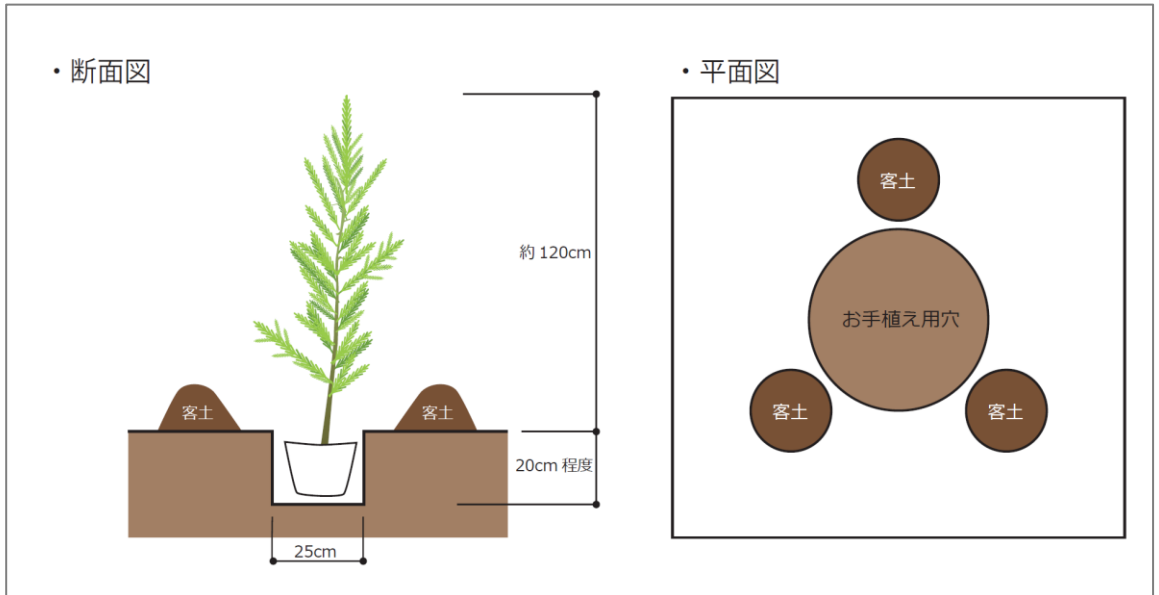 ・断面図
約 120cm
客土
客土
20cm 程度
25cm
・平面図
客土
お手植え用穴
客土
客土